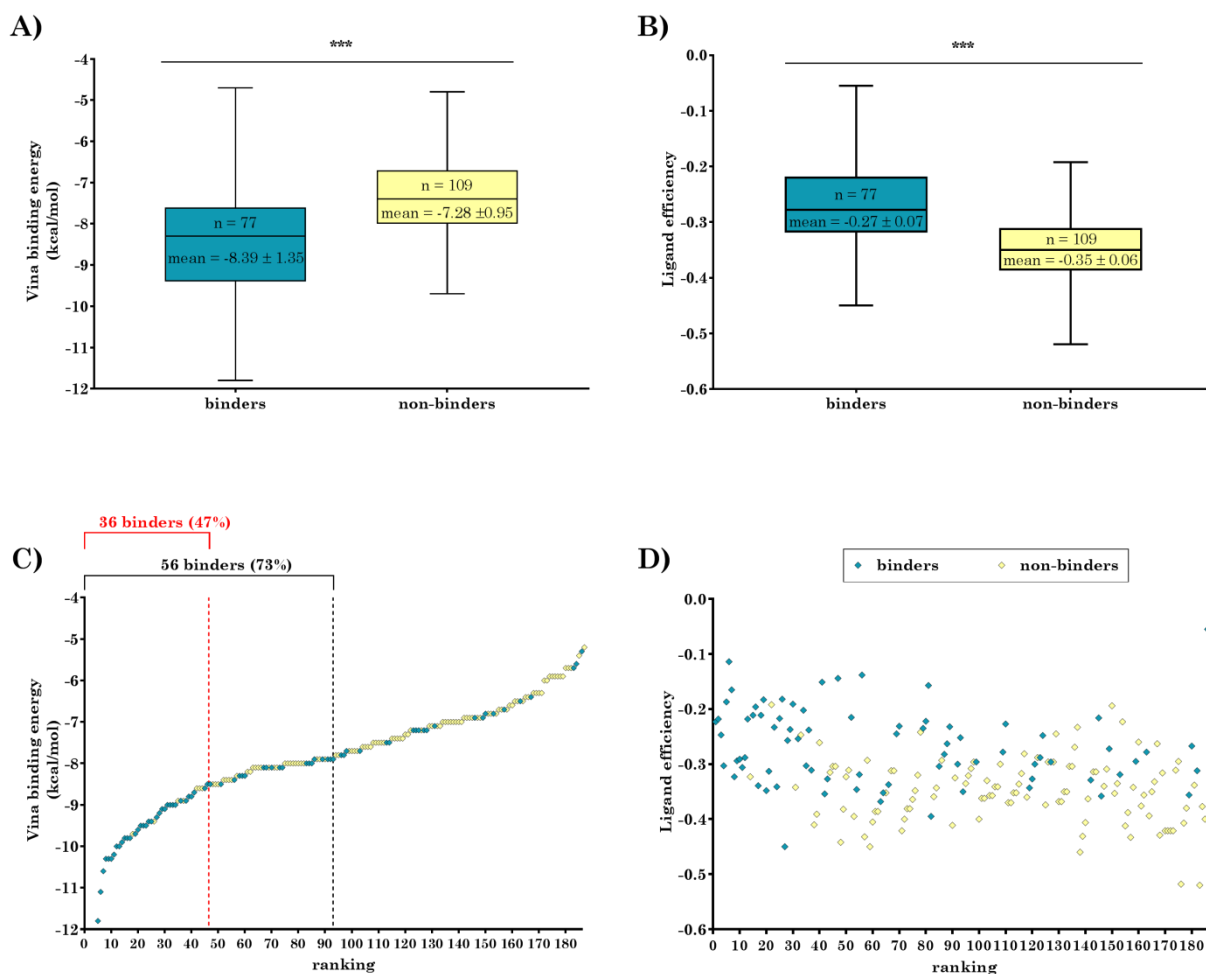 A)
***
Vina binding energy
(kcal/mol)
-4
-5
-6
-7
-8
-9
-10
-11
-12
n = 77
mean = -8.39 ± 1.35
n = 109
mean = -7.28 ±0.95
binders
non-binders
B)
***
Ligand efficiency
0.0
-0.1
-0.2
-0.3
-0.4
-0.5
-0.6
n = 77
mean = -0.27 ± 0.07
n = 109
mean = -0.35 ± 0.06
binders
non-binders
36 binders (47%)
C)
56 binders (73%)
Vina binding energy
(kcal/mol)
-4
-5
-6
-7
-8
-9
-10
-11
-12
0 10 20 30 40 50 60 70 80 90 100 110 120 130 140 150 160 170 180
ranking
D)
binders non-binders
Ligand efficiency
0.0
-0.1
-0.2
-0.3
-0.4
-0.5
-0.6
0 10 20 30 40 50 60 70 80 90 100 110 120 130 140 150 160 170 180
ranking